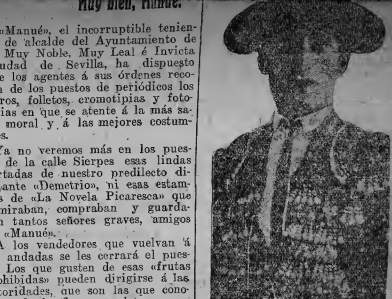 Muy bien, Manué.
«Manué», el incorruptible tenien-
de alcalde del Ayuntamiento de
Muy Noble, Muy Leal é Invicta
udad de Sevilla, ha dispuesto
e los agentes á sus órdenes reco-
n de los puestos de periódicos los
ros, folletos, cromotipias y foto-
ias en que se atente á la más sa-
moral y á las mejores costum-
s.
Ya no veremos más en los pues-
de la calle Sierpes esas lindas
rtadas de nuestro predilecto di-
ante «Demetrio», ni esas estam-
s de «La Novela Picaresca» que
miraban, compraban y guarda-
n tantos señores graves, amigos
«Manué».
A los vendedores que vuelvan á
andadas se les cerrará el pues-
Los que gusten de esas «frutas
ohibidas» pueden dirigirse á las
toridades, que son las que cono-